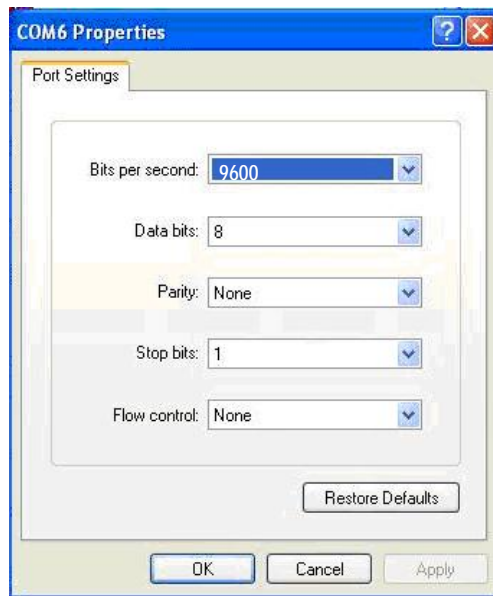 COM6 Properties
Port Settings
Bits per second: 9600
Data bits: 8
Parity: None
Stop bits: 1
Flow control: None
Restore Defaults
OK Cancel Apply